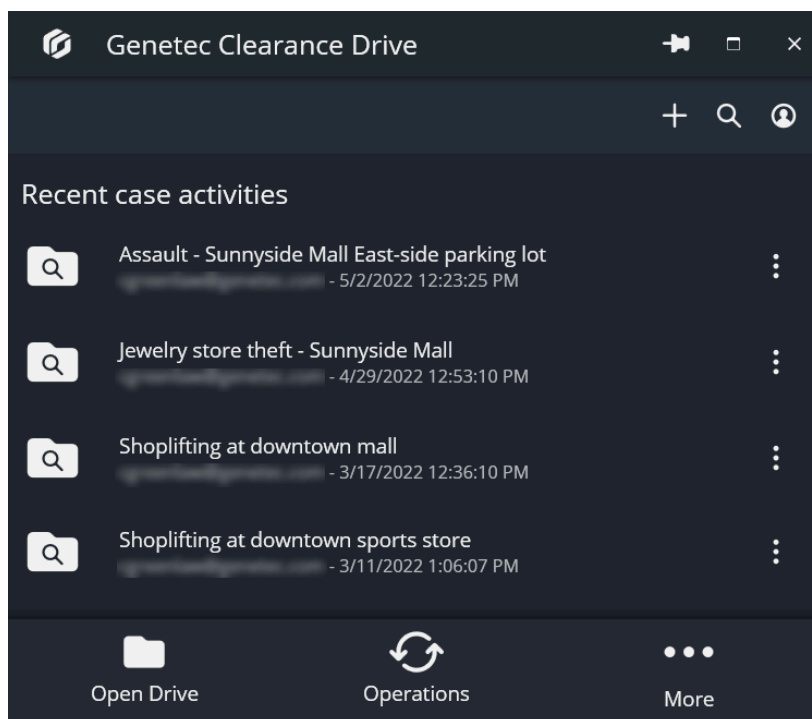 Genetec Clearance Drive
Recent case activities
Assault - Sunnyside Mall East-side parking lot
- 5/2/2022 12:23:25 PM
Jewelry store theft - Sunnyside Mall
- 4/29/2022 12:53:10 PM
Shoplifting at downtown mall
- 3/17/2022 12:36:10 PM
Shoplifting at downtown sports store
- 3/11/2022 1:06:07 PM
Open Drive
Operations
More